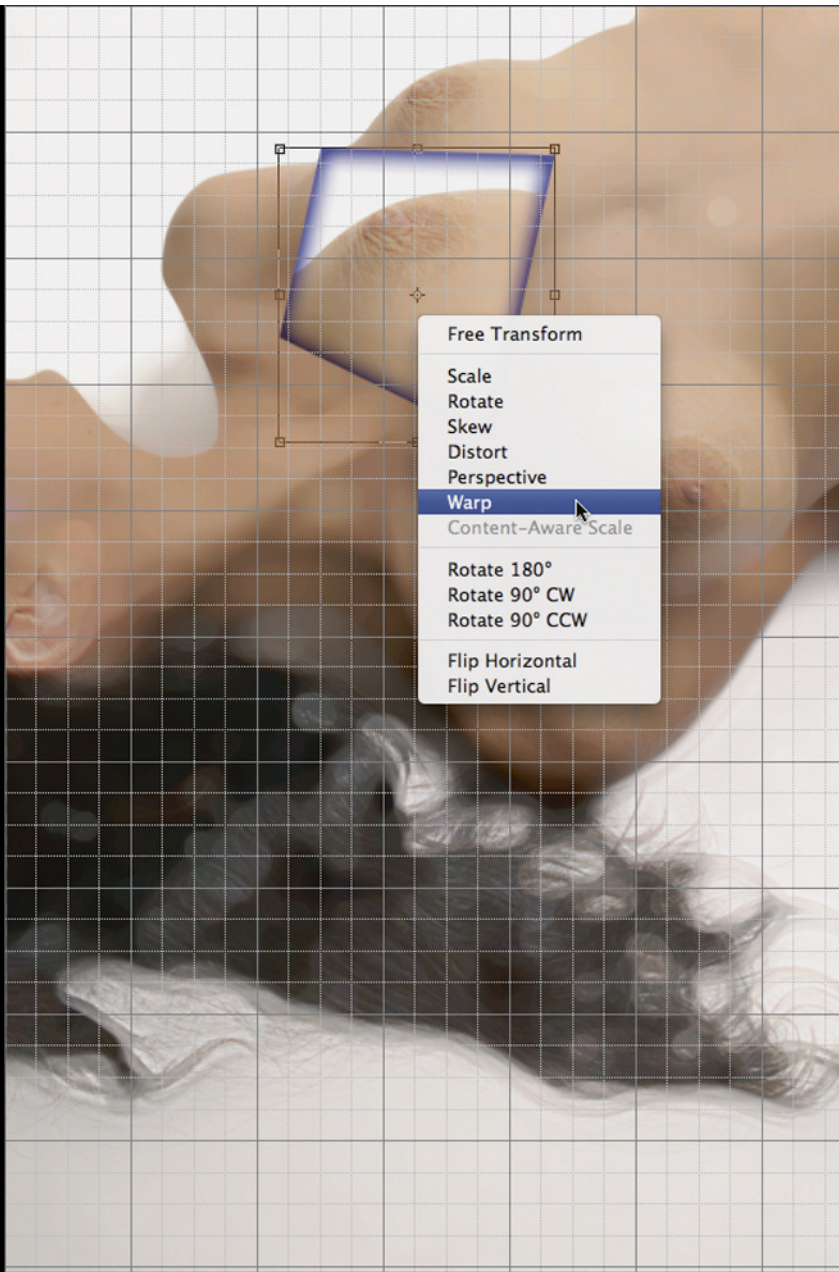 Free Transform
Scale
Rotate
Skew
Distort
Perspective
Warp
Content-Aware Scale
Rotate 180°
Rotate 90° CW
Rotate 90° CCW
Flip Horizontal
Flip Vertical